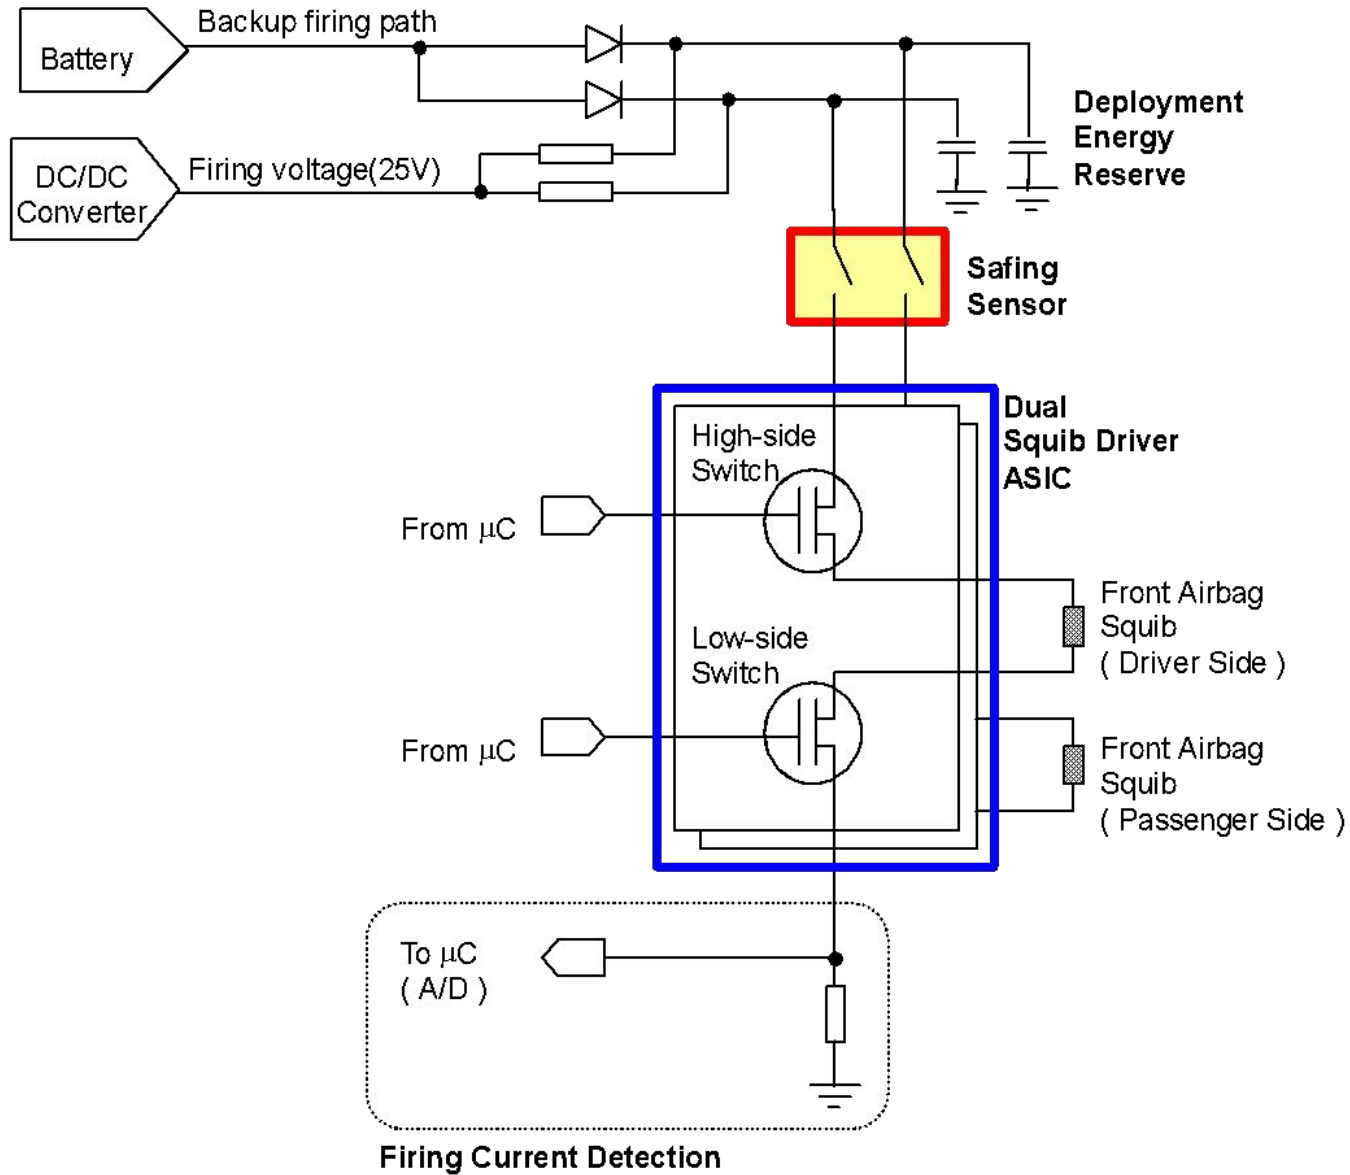 Backup firing path
Battery
Deployment
Energy
Reserve
Firing voltage(25V)
DC/DC
Converter
Safing
Sensor
Dual
Squib Driver
ASIC
High-side
Switch
From μC
Front Airbag
Squib
( Driver Side )
Low-side
Switch
From μC
Front Airbag
Squib
( Passenger Side )
To μC
( A/D )
Firing Current Detection